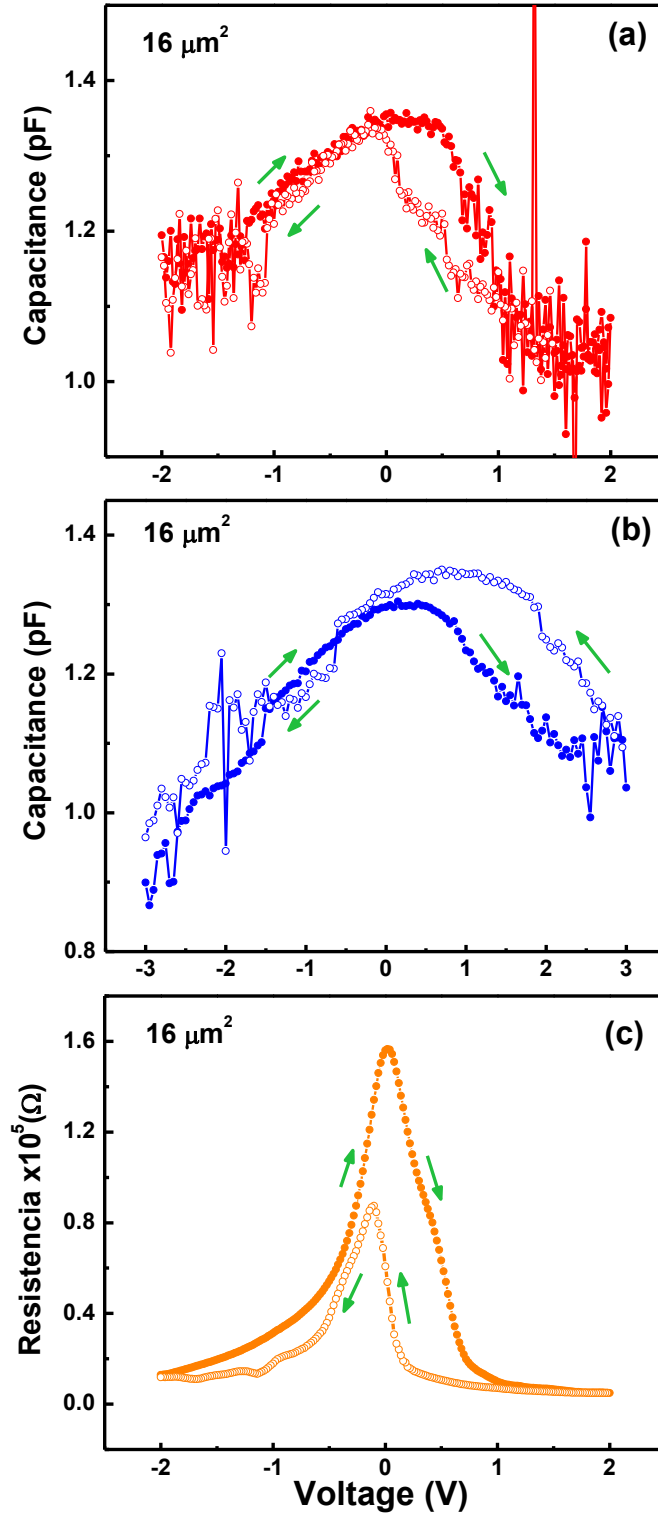 16 μm²
(a)
Capacitance (pF)
1.4
1.2
1.0
-2 -1 0 1 2
16 μm²
(b)
Capacitance (pF)
1.4
1.2
1.0
0.8
-3 -2 -1 0 1 2 3
16 μm²
(c)
Resistencia x10⁵(Ω)
1.6
1.2
0.8
0.4
0.0
-2 -1 0 1 2
Voltage (V)